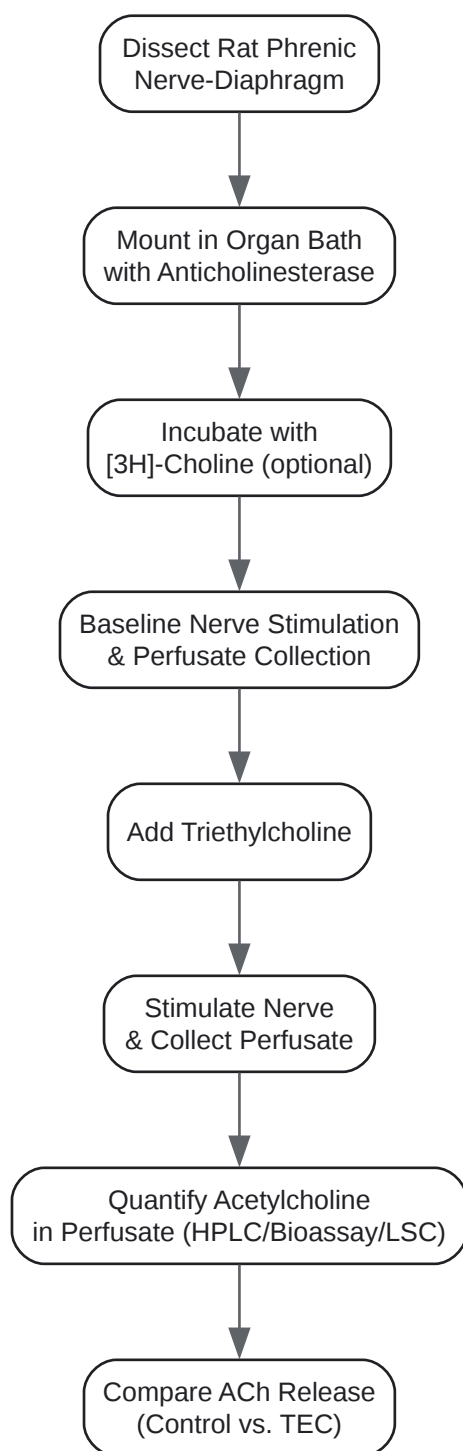 Dissect Rat Phrenic
Nerve-Diaphragm
Mount in Organ Bath
with Anticholinesterase
Incubate with
[3H]-Choline (optional)
Baseline Nerve Stimulation
& Perfusate Collection
Add Triethylcholine
Stimulate Nerve
& Collect Perfusate
Quantify Acetylcholine
in Perfusate (HPLC/Bioassay/LSC)
Compare ACh Release
(Control vs. TEC)